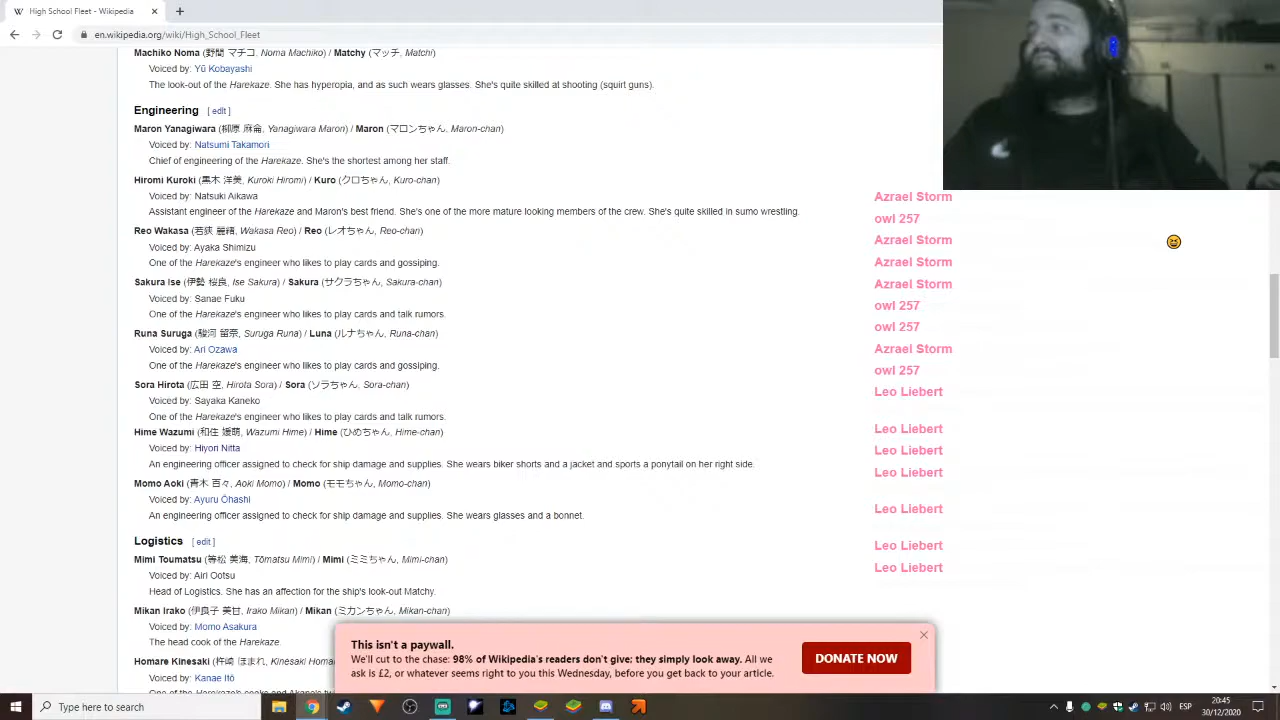 High School Fleet - Wikipedia
en.wikipedia.org/wiki/High_School_Fleet
Machiko Noma (野間 マチコ, Noma Machiko) / Matchy (マッチ, Matchi)
Voiced by: Yū Kobayashi
The look-out of the Harekaze. She has hyperopia, and as such wears glasses. She's quite skilled at shooting (squirt guns).
Engineering [ edit ]
Maron Yanagiwara (柳原 麻侖, Yanagiwara Maron) / Maron (マロンちゃん, Maron-chan)
Voiced by: Natsumi Takamori
Chief of engineering of the Harekaze. She's the shortest among her staff.
Hiromi Kuroki (黒木 洋美, Kuroki Hiromi) / Kuro (クロちゃん, Kuro-chan)
Voiced by: Natsuki Aikawa
Assistant engineer of the Harekaze and Maron's best friend. She's one of the more mature looking members of the crew. She's quite skilled in sumo wrestling.
Reo Wakasa (若狭 麗緒, Wakasa Reo) / Reo (レオちゃん, Reo-chan)
Voiced by: Ayaka Shimizu
One of the Harekaze's engineer who likes to play cards and gossiping.
Sakura Ise (伊勢 桜良, Ise Sakura) / Sakura (サクラちゃん, Sakura-chan)
Voiced by: Sanae Fuku
One of the Harekaze's engineer who likes to play cards and talk rumors.
Runa Suruga (駿河 留奈, Suruga Runa) / Luna (ルナちゃん, Runa-chan)
Voiced by: Ari Ozawa
One of the Harekaze's engineer who likes to play cards and gossiping.
Sora Hirota (広田 空, Hirota Sora) / Sora (ソラちゃん, Sora-chan)
Voiced by: Sayaka Kaneko
One of the Harekaze's engineer who likes to play cards and talk rumors.
Hime Wazumi (和住 媛萌, Wazumi Hime) / Hime (ひめちゃん, Hime-chan)
Voiced by: Hiyori Nitta
An engineering officer assigned to check for ship damage and supplies. She wears biker shorts and a jacket and sports a ponytail on her right side.
Momo Aoki (青木 百々, Aoki Momo) / Momo (モモちゃん, Momo-chan)
Voiced by: Ayuru Ōhashi
An engineering officer assigned to check for ship damage and supplies. She wears glasses and a bonnet.
Logistics [ edit ]
Mimi Toumatsu (等松 美海, Tōmatsu Mimi) / Mimi (ミミちゃん, Mimi-chan)
Voiced by: Airi Ootsu
Head of Logistics. She has an affection for the ship's look-out Matchy.
Mikan Irako (伊良子 美甘, Irako Mikan) / Mikan (ミカンちゃん, Mikan-chan)
Voiced by: Momo Asakura
The head cook of the Harekaze.
Homare Kinesaki (杵﨑 ほまれ, Kinesaki Homa
Voiced by: Kanae Itō
One of the Harekaze's cooks and Akane's tw
Azrael Storm
owl 257
Azrael Storm
Azrael Storm
Azrael Storm
owl 257
owl 257
Azrael Storm
owl 257
Leo Liebert
Leo Liebert
Leo Liebert
Leo Liebert
Leo Liebert
Leo Liebert
Leo Liebert
This isn't a paywall.
We'll cut to the chase: 98% of Wikipedia's readers don't give; they simply look away. All we
ask is £2, or whatever seems right to you this Wednesday, before you get back to your article.
DONATE NOW
Type here to search
ESP
20:45
30/12/2020